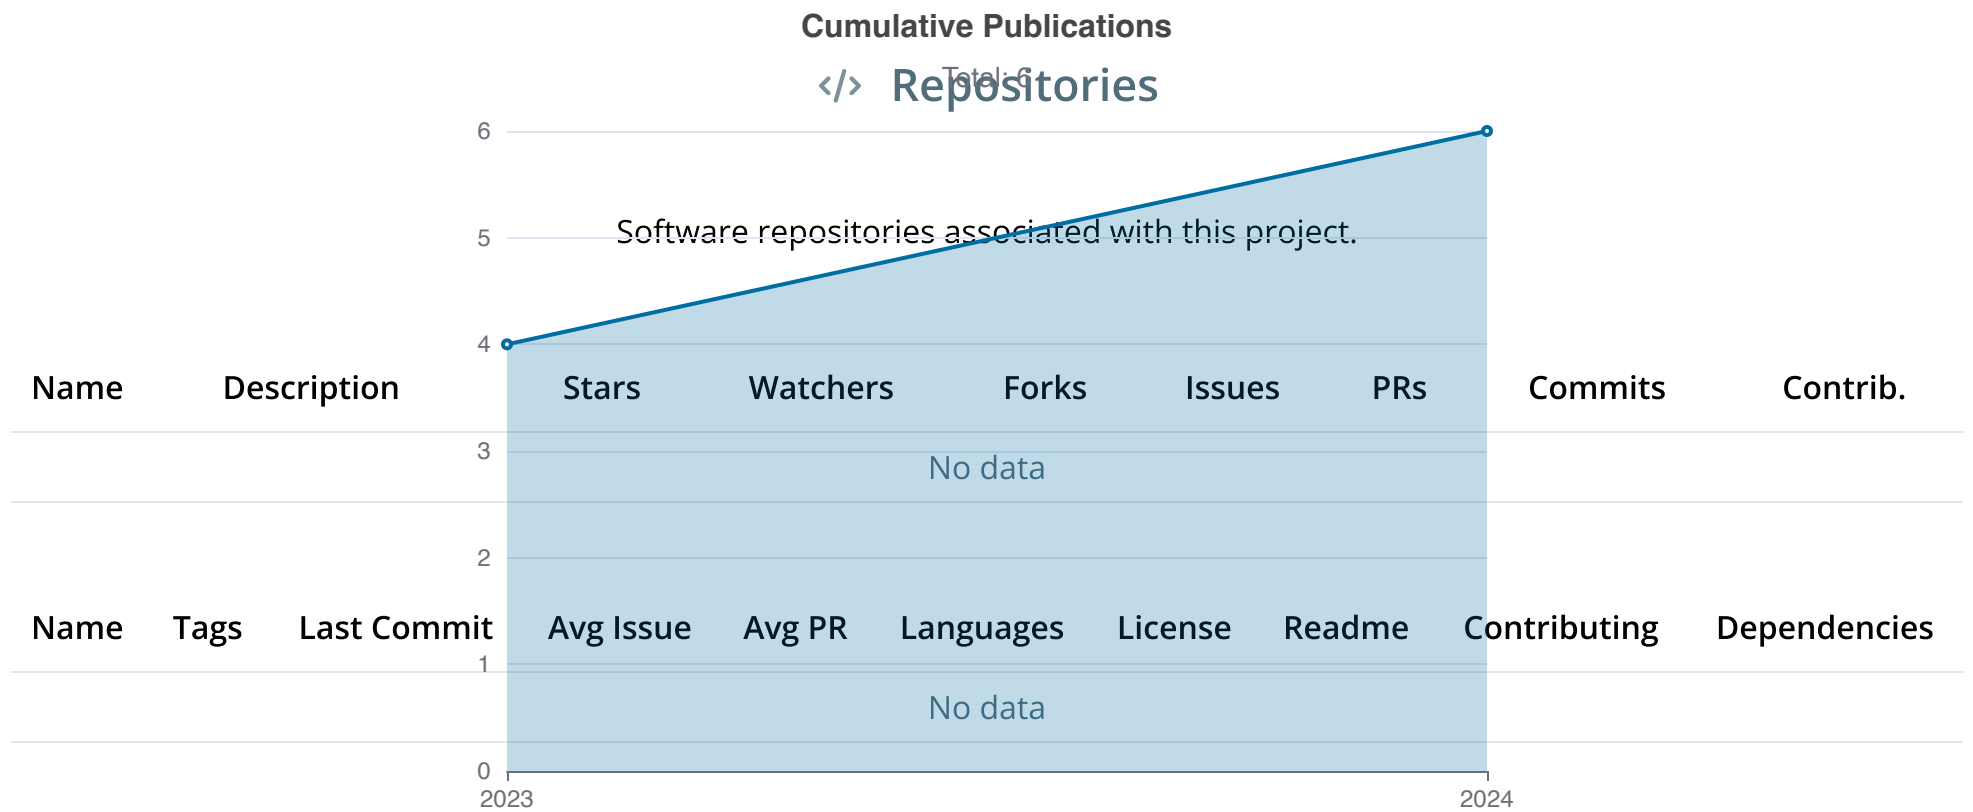 Cumulative Publications
Total: 6
Repositories
6
Software repositories associated with this project.
5
4
Name Description Stars Watchers Forks Issues PRs Commits Contrib.
3
No data
2
Name Tags Last Commit Avg Issue Avg PR Languages License Readme Contributing Dependencies
1
No data
0
2023 2024